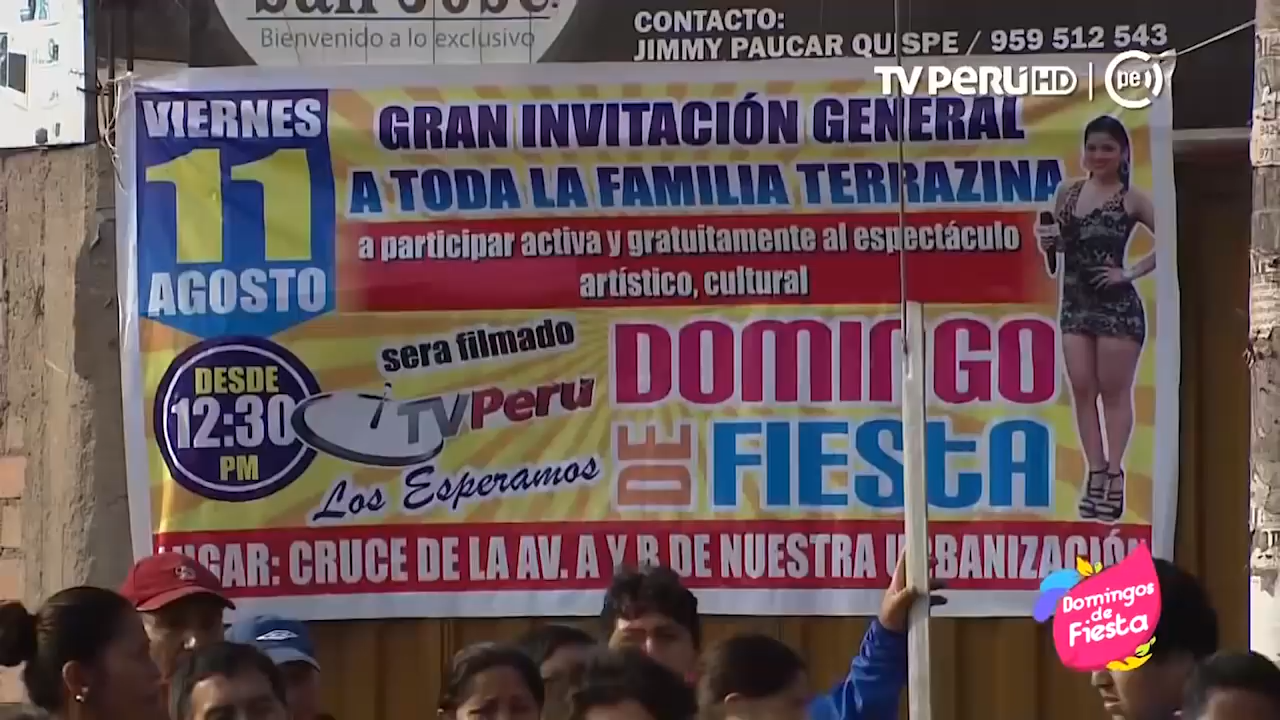 Bienvenido a lo exclusivo
CONTACTO:
JIMMY PAUCAR QUISPE / 959 512 543
TV PERÚ HD | pe
VIERNES
11
AGOSTO
GRAN INVITACIÓN GENERAL
A TODA LA FAMILIA TERRAZINA
a participar activa y gratuitamente al espectáculo
artístico, cultural
DESDE
12:30
PM
sera filmado
TVPeru
Los Esperamos
DOMINGO
DE FIESTA
LUGAR: CRUCE DE LA AV. A Y B DE NUESTRA URBANIZACIÓN
Domingos
de
Fiesta